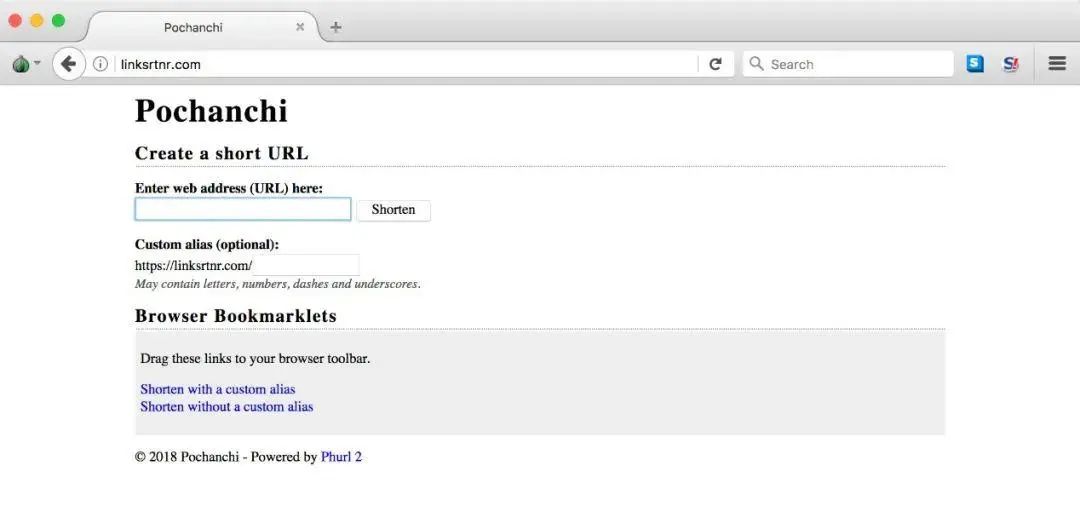 Pochanchi
linksrtnr.com
Search
Pochanchi
Create a short URL
Enter web address (URL) here:
Shorten
Custom alias (optional):
https://linksrtnr.com/
May contain letters, numbers, dashes and underscores.
Browser Bookmarklets
Drag these links to your browser toolbar.
Shorten with a custom alias
Shorten without a custom alias
© 2018 Pochanchi - Powered by Phurl 2